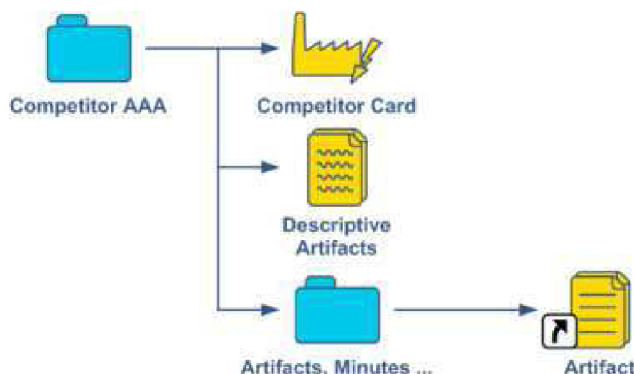 Competitor AAA
Competitor Card
Descriptive
Artifacts
Artifacts, Minutes ...
Artifact